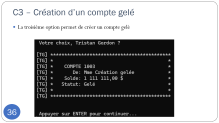 C3 – Création d'un compte gelé
La troisième option permet de créer un compte gelé
Votre choix, Tristan Gordon ?
[TG] *******************************************
[TG] * *
[TG] * COMPTE 1003 *
[TG] * De: Mme Création gelée *
[TG] * Solde: 1 111 111,00 $ *
[TG] * Statut: Gelé *
[TG] * *
[TG] *******************************************
Appuyer sur ENTER pour continuer...
36